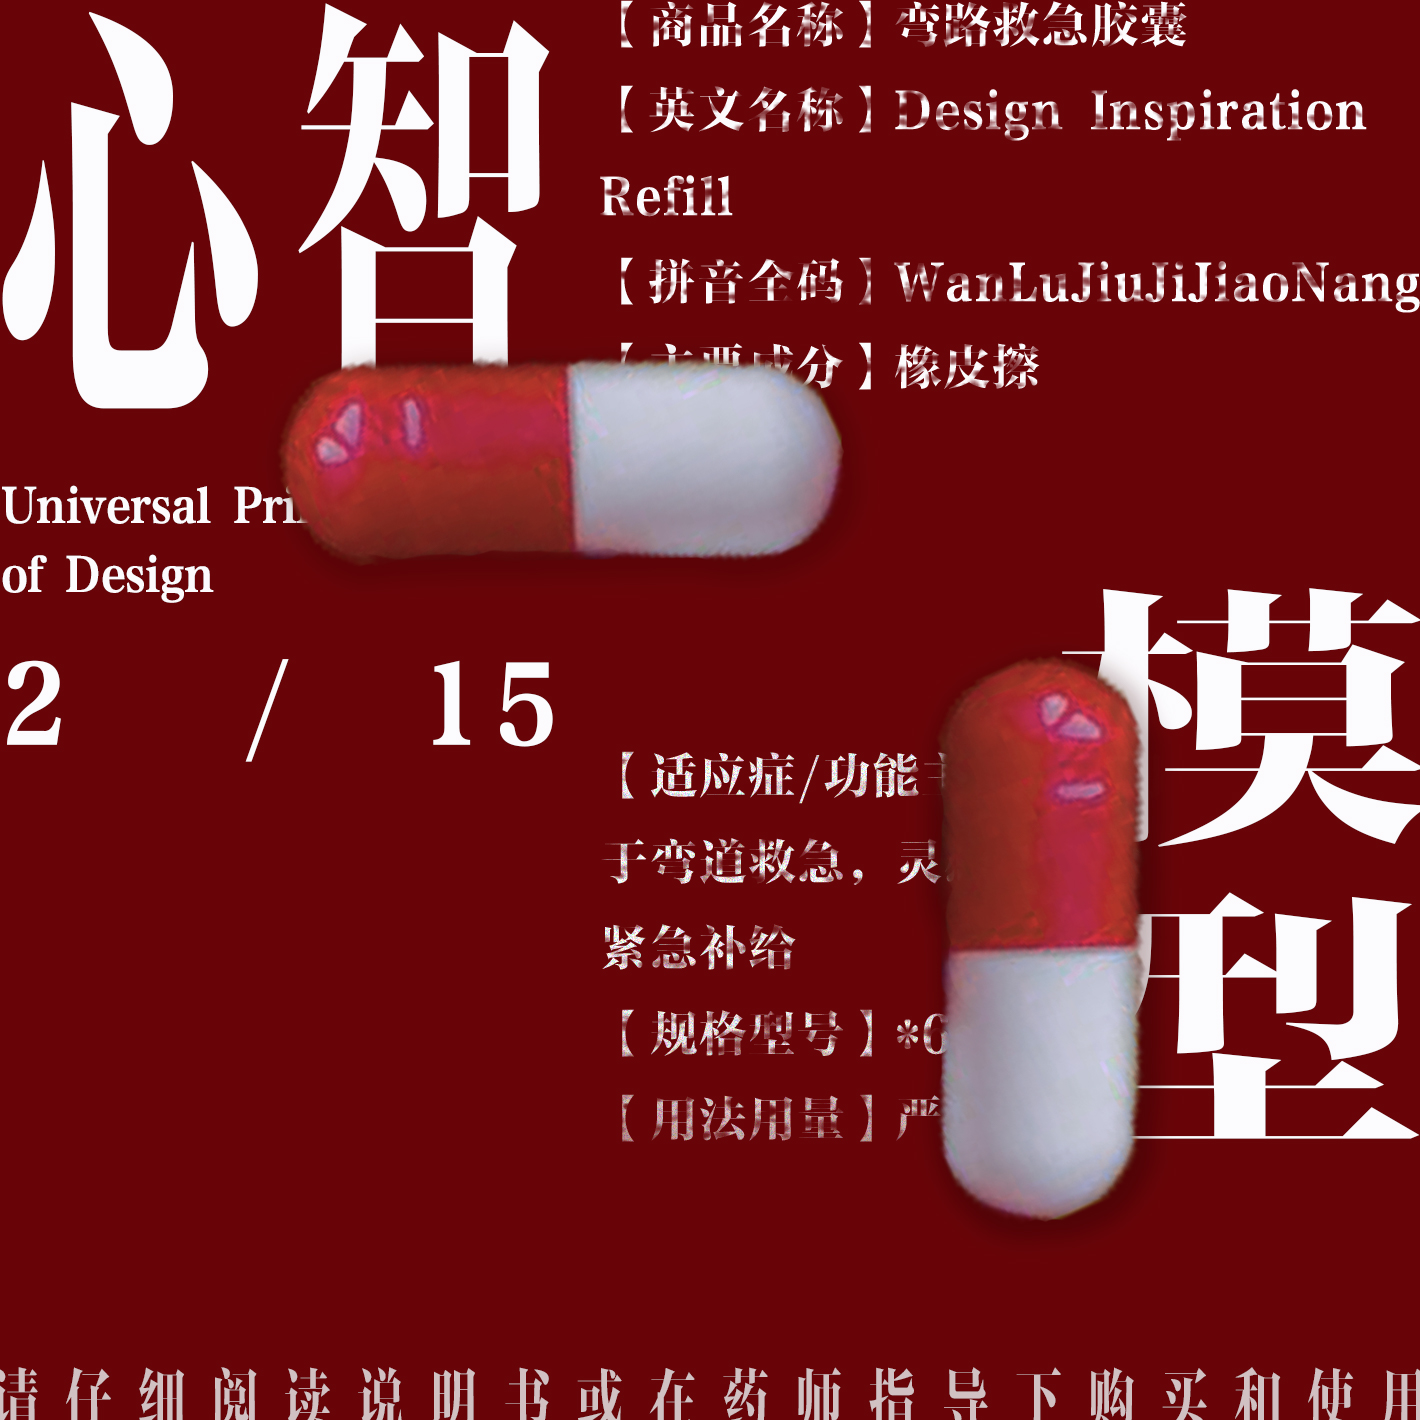 心智
【商品名称】弯路救急胶囊
【英文名称】Design Inspiration
Refill
【拼音全码】WanLuJiuJiJiaoNang
【主要成分】橡皮擦
Universal
of Design
2 / 15
模
型
【适应症/功能
于弯道救急，灵
紧急补给
【规格型号】*
【用法用量】严
请仔细阅读说明书或在药师指导下购买和使用